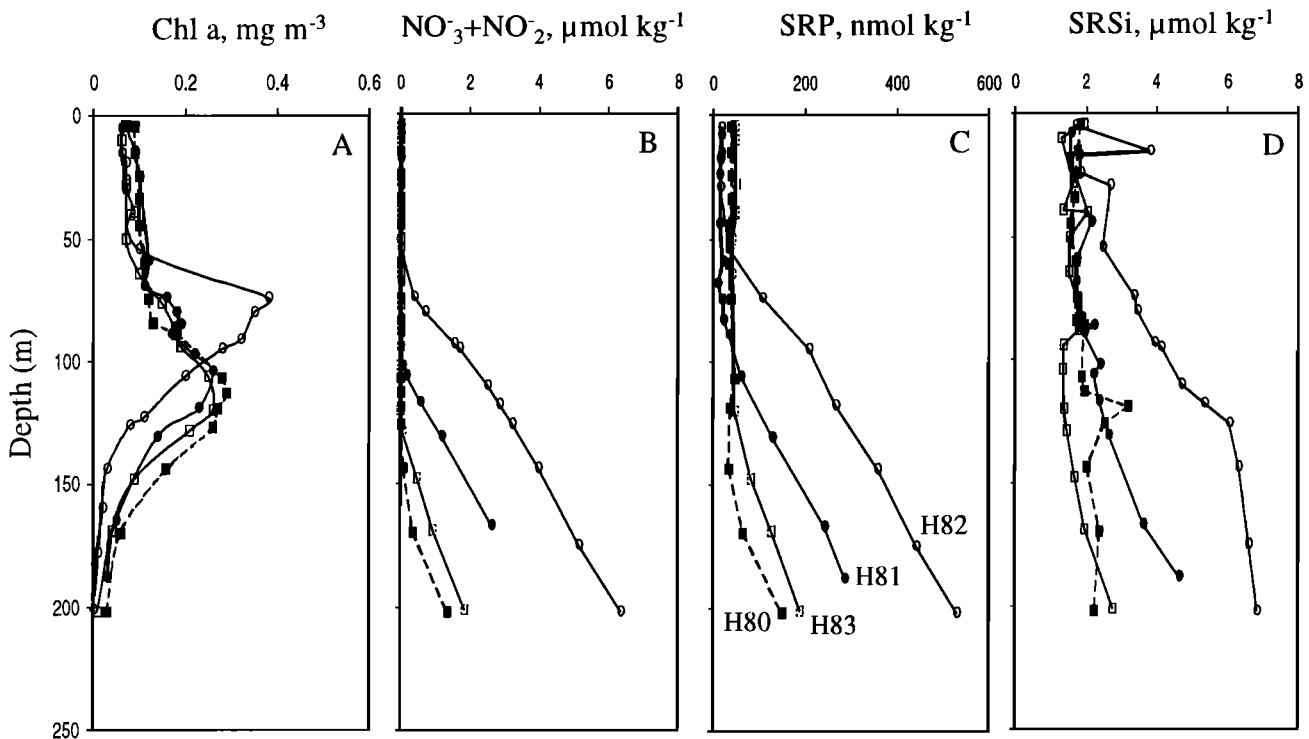 Chl a, mg m-3 NO-3+NO-2, µmol kg-1 SRP, nmol kg-1 SRSi, µmol kg-1
0 0.2 0.4 0.6 0 2 4 6 8 0 200 400 600 0 2 4 6 8
0
A B C D
50
100
Depth (m)
150
H82
H81
200
H80 H83
250